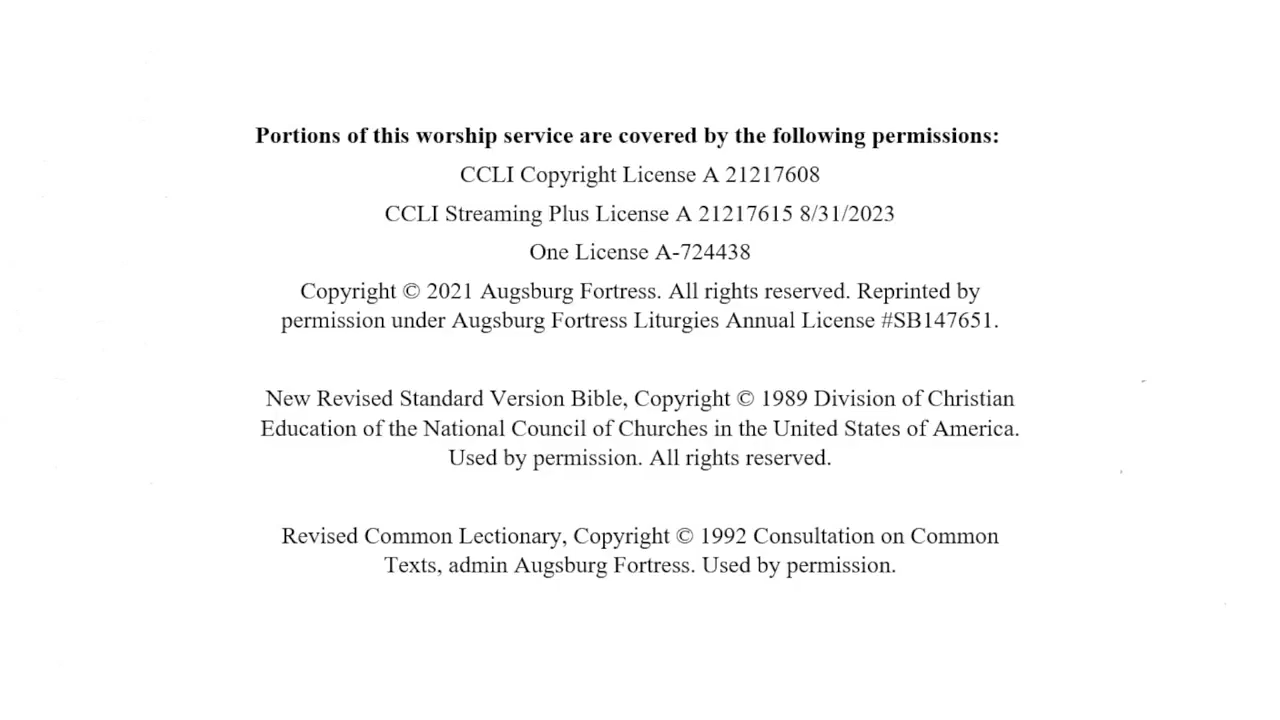 Portions of this worship service are covered by the following permissions:
CCLI Copyright License A 21217608
CCLI Streaming Plus License A 21217615 8/31/2023
One License A-724438
Copyright © 2021 Augsburg Fortress. All rights reserved. Reprinted by
permission under Augsburg Fortress Liturgies Annual License #SB147651.
New Revised Standard Version Bible, Copyright © 1989 Division of Christian
Education of the National Council of Churches in the United States of America.
Used by permission. All rights reserved.
Revised Common Lectionary, Copyright © 1992 Consultation on Common
Texts, admin Augsburg Fortress. Used by permission.